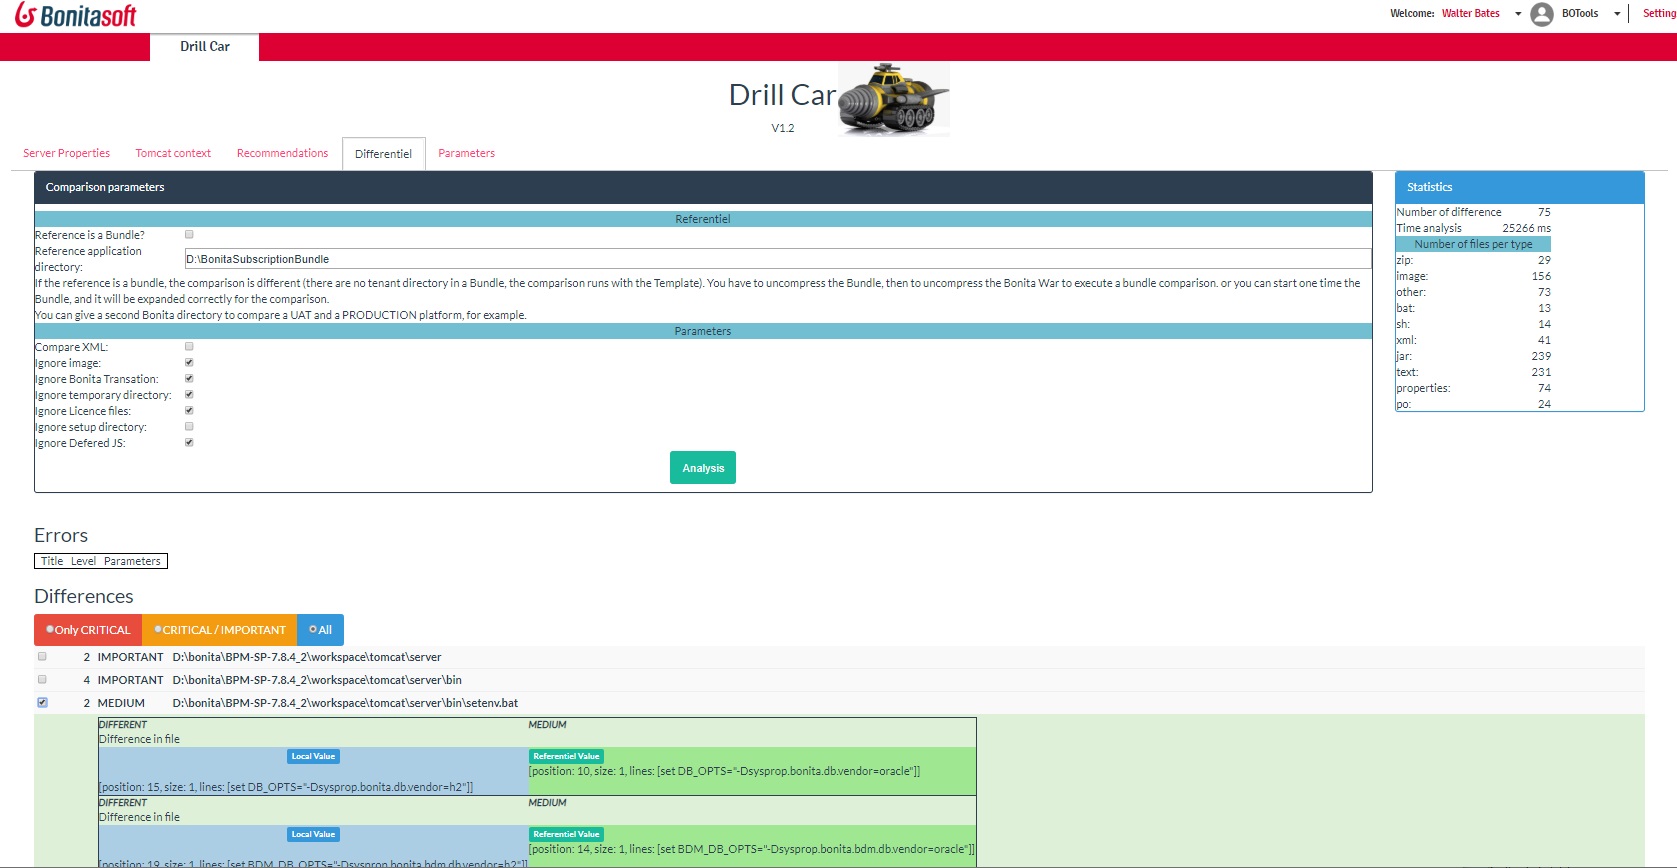 Bonitasoft
Welcome: Walter Bates BOTools Setting
Drill Car
Drill Car
V1.2
Server Properties Tomcat context Recommendations Differentiel Parameters
Comparison parameters
Referentiel
Reference is a Bundle?
Reference application
directory:
D:\BonitaSubscriptionBundle
If the reference is a bundle, the comparison is different (there are no tenant directory in a Bundle, the comparison runs with the Template). You have to uncompress the Bundle, then to uncompress the Bonita War to execute a bundle comparison. or you can start one time the
Bundle, and it will be expanded correctly for the comparison.
You can give a second Bonita directory to compare a UAT and a PRODUCTION platform, for example.
Parameters
Compare XML:
Ignore image:
Ignore Bonita Transation:
Ignore temporary directory:
Ignore Licence files:
Ignore setup directory:
Ignore Defered JS:
Analysis
Statistics
Number of difference 75
Time analysis 25266 ms
Number of files per type
zip: 29
image: 156
other: 73
bat: 13
sh: 14
xml: 41
jar: 239
text: 231
properties: 74
po: 24
Errors
Title Level Parameters
Differences
Only CRITICAL CRITICAL / IMPORTANT All
2 IMPORTANT D:\bonita\BPM-SP-7.8.4_2\workspace\tomcat\server
4 IMPORTANT D:\bonita\BPM-SP-7.8.4_2\workspace\tomcat\server\bin
2 MEDIUM D:\bonita\BPM-SP-7.8.4_2\workspace\tomcat\server\bin\setenv.bat
DIFFERENT MEDIUM
Difference in file
Local Value Referentiel Value
[position: 10, size: 1, lines: [set DB_OPTS="-Dsysprop.bonita.db.vendor=oracle"]]
[position: 15, size: 1, lines: [set DB_OPTS="-Dsysprop.bonita.db.vendor=h2"]]
DIFFERENT MEDIUM
Difference in file
Local Value Referentiel Value
[position: 14, size: 1, lines: [set BDM_DB_OPTS="-Dsysprop.bonita.bdm.db.vendor=oracle"]]
[position: 19, size: 1, lines: [set BDM_DB_OPTS="-Dsysprop.bonita.bdm.db.vendor=h2"]]